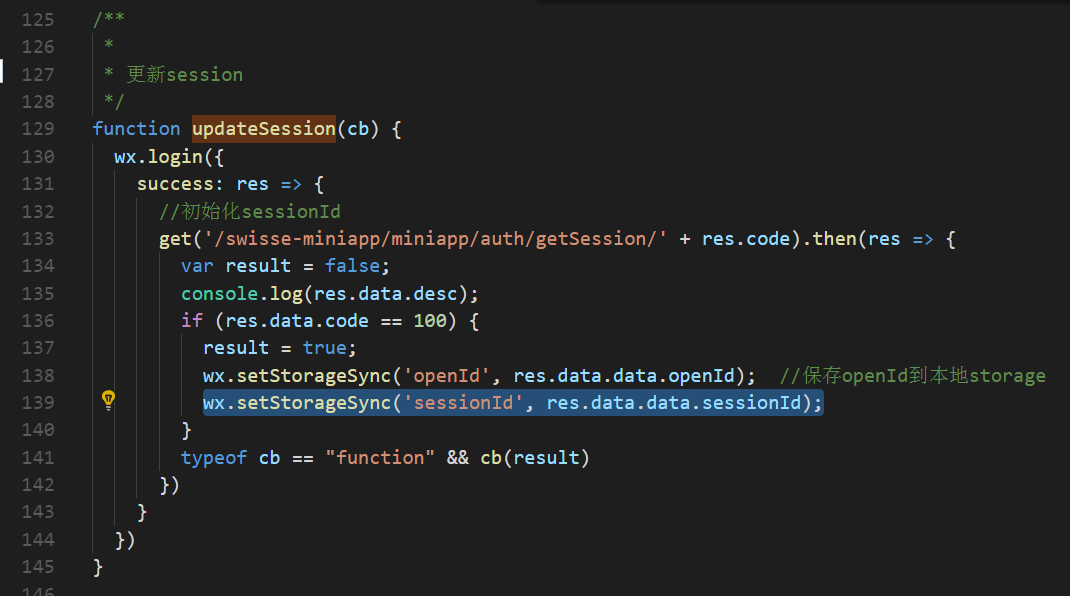 125 /**
126 *
127 * 更新session
128 */
129 function updateSession(cb) {
130 wx.login({
131 success: res => {
132 //初始化sessionId
133 get('/swisse-miniapp/miniapp/auth/getSession/' + res.code).then(res => {
134 var result = false;
135 console.log(res.data.desc);
136 if (res.data.code == 100) {
137 result = true;
138 wx.setStorageSync('openId', res.data.data.openId); //保存openId到本地storage
139 wx.setStorageSync('sessionId', res.data.data.sessionId);
140 }
141 typeof cb == "function" && cb(result)
142 })
143 }
144 })
145 }
146